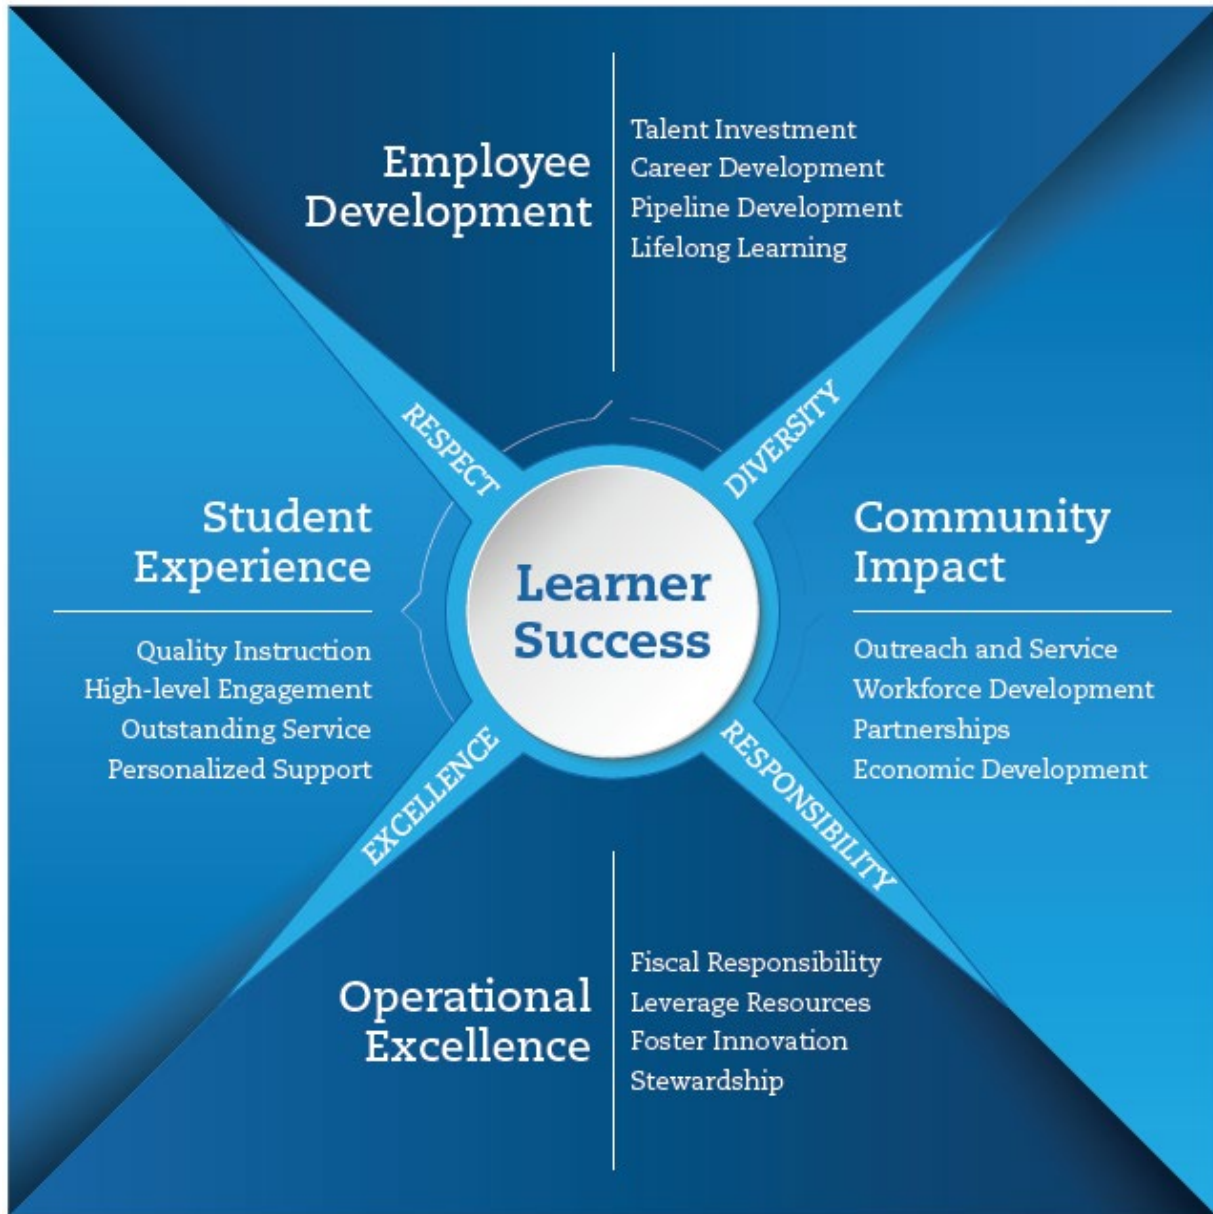 Employee
Development
Talent Investment
Career Development
Pipeline Development
Lifelong Learning
RESPECT
DIVERSITY
Student
Experience
Quality Instruction
High-level Engagement
Outstanding Service
Personalized Support
Learner
Success
Community
Impact
Outreach and Service
Workforce Development
Partnerships
Economic Development
EXCELLENCE
RESPONSIBILITY
Operational
Excellence
Fiscal Responsibility
Leverage Resources
Foster Innovation
Stewardship